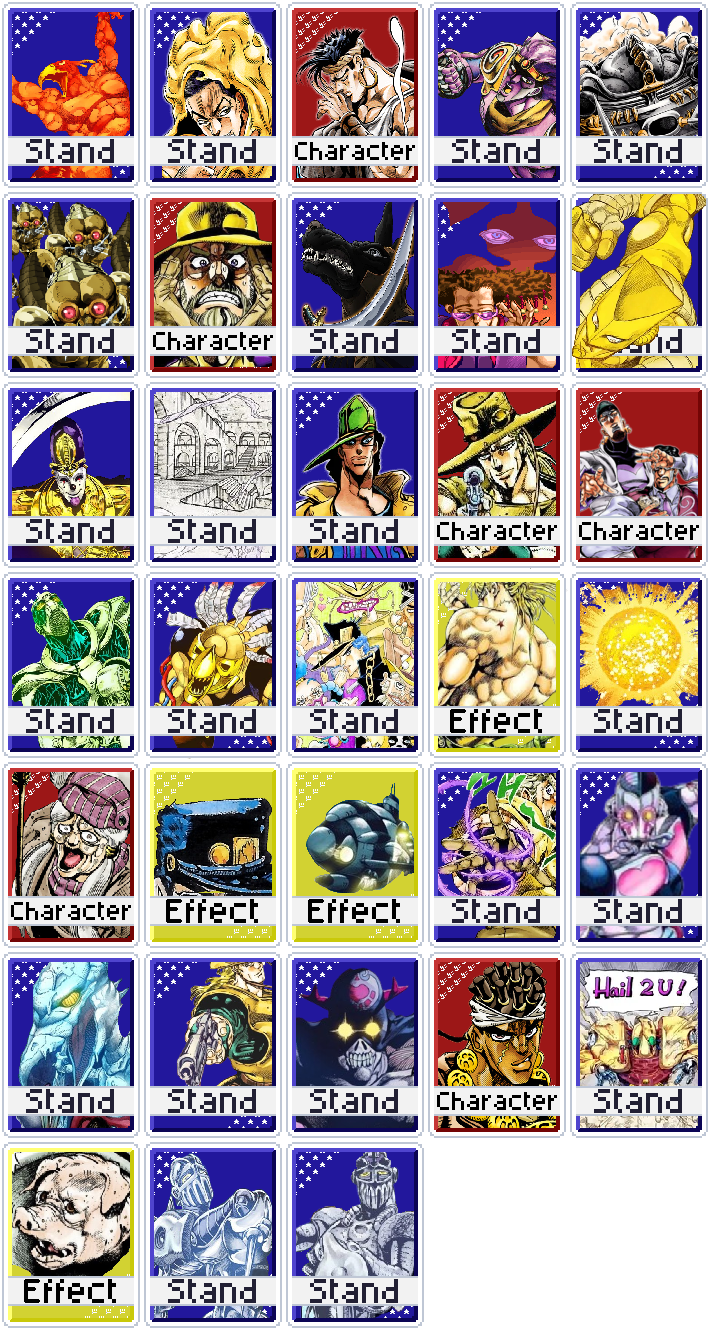 Stand Stand Character Stand Stand
Stand Character Stand Stand nd
Stand Stand Stand Character Character
Stand Stand Stand Effect Stand
Character Effect Effect Stand Stand
Hail 2 U!
Stand Stand Stand Character Stand
Effect Stand Stand